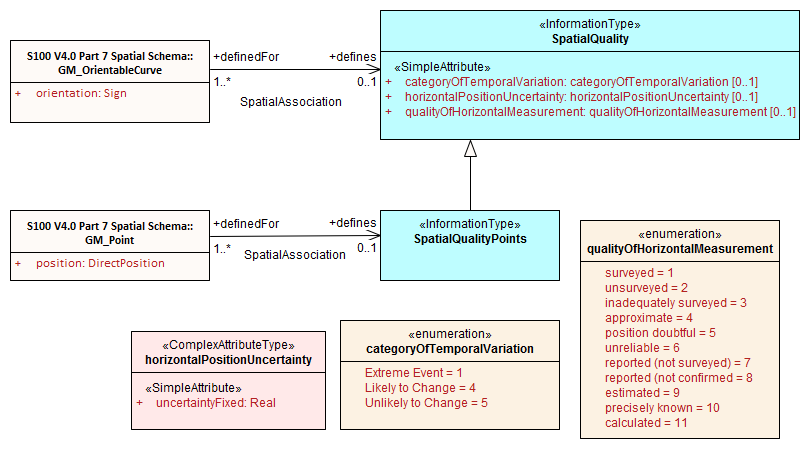 «InformationType»
SpatialQuality
«SimpleAttribute»
+ categoryOfTemporalVariation: categoryOfTemporalVariation [0..1]
+ horizontalPositionUncertainty: horizontalPositionUncertainty [0..1]
+ qualityOfHorizontalMeasurement: qualityOfHorizontalMeasurement [0..1]
S100 V4.0 Part 7 Spatial Schema::
GM_OrientableCurve
+ orientation: Sign
+definedFor +defines
1..* 0..1
SpatialAssociation
S100 V4.0 Part 7 Spatial Schema::
GM_Point
+ position: DirectPosition
+definedFor +defines
1..* 0..1
SpatialAssociation
«InformationType»
SpatialQualityPoints
«enumeration»
qualityOfHorizontalMeasurement
surveyed = 1
unsurveyed = 2
inadequately surveyed = 3
approximate = 4
position doubtful = 5
unreliable = 6
reported (not surveyed) = 7
reported (not confirmed = 8
estimated = 9
precisely known = 10
calculated = 11
«ComplexAttributeType»
horizontalPositionUncertainty
«SimpleAttribute»
+ uncertaintyFixed: Real
«enumeration»
categoryOfTemporalVariation
Extreme Event = 1
Likely to Change = 4
Unlikely to Change = 5